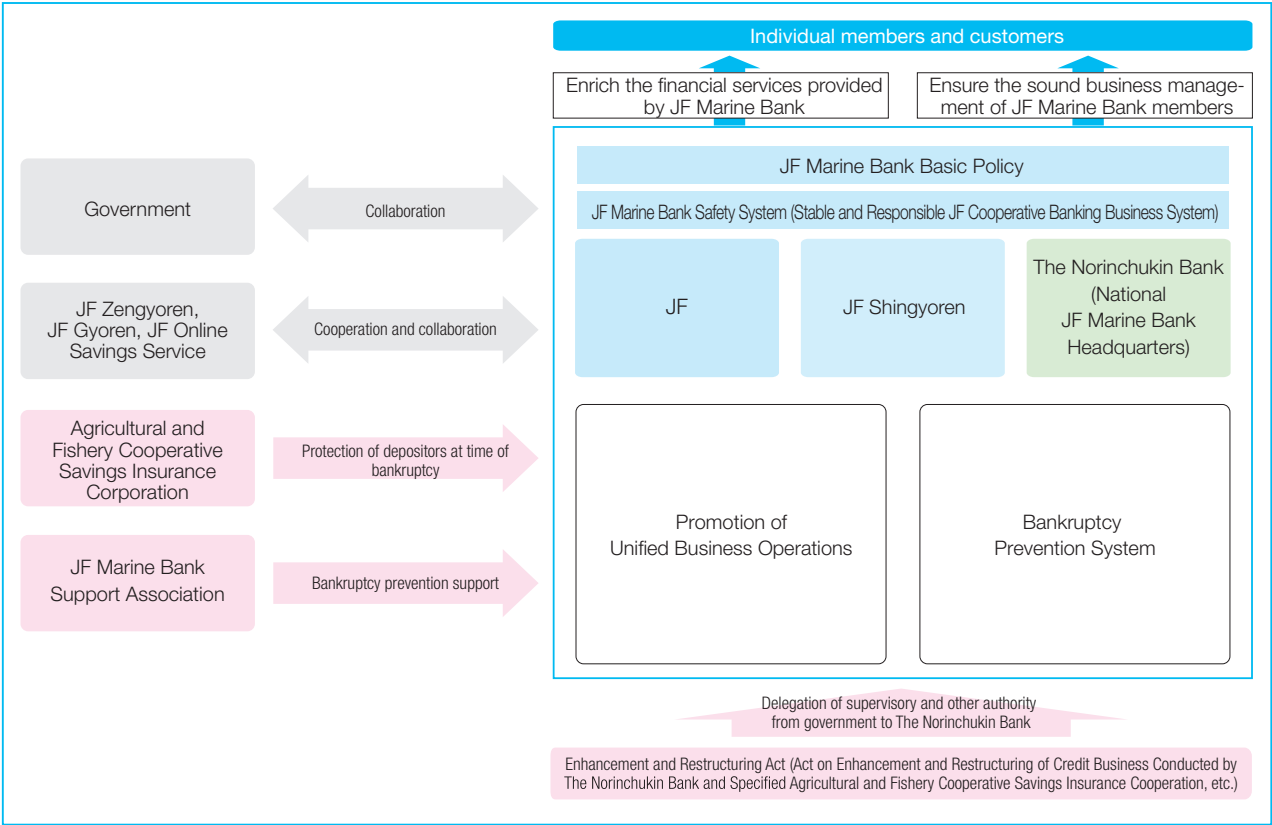 Individual members and customers
Enrich the financial services provided
by JF Marine Bank
Ensure the sound business manage-
ment of JF Marine Bank members
JF Marine Bank Basic Policy
JF Marine Bank Safety System (Stable and Responsible JF Cooperative Banking Business System)
Government
Collaboration
JF
JF Shingyoren
The Norinchukin Bank
(National
JF Marine Bank
Headquarters)
JF Zengyoren,
JF Gyoren, JF Online
Savings Service
Cooperation and collaboration
Agricultural and
Fishery Cooperative
Savings Insurance
Corporation
Protection of depositors at time of
bankruptcy
Promotion of
Unified Business Operations
Bankruptcy
Prevention System
JF Marine Bank
Support Association
Bankruptcy prevention support
Delegation of supervisory and other authority
from government to The Norinchukin Bank
Enhancement and Restructuring Act (Act on Enhancement and Restructuring of Credit Business Conducted by
The Norinchukin Bank and Specified Agricultural and Fishery Cooperative Savings Insurance Cooperation, etc.)